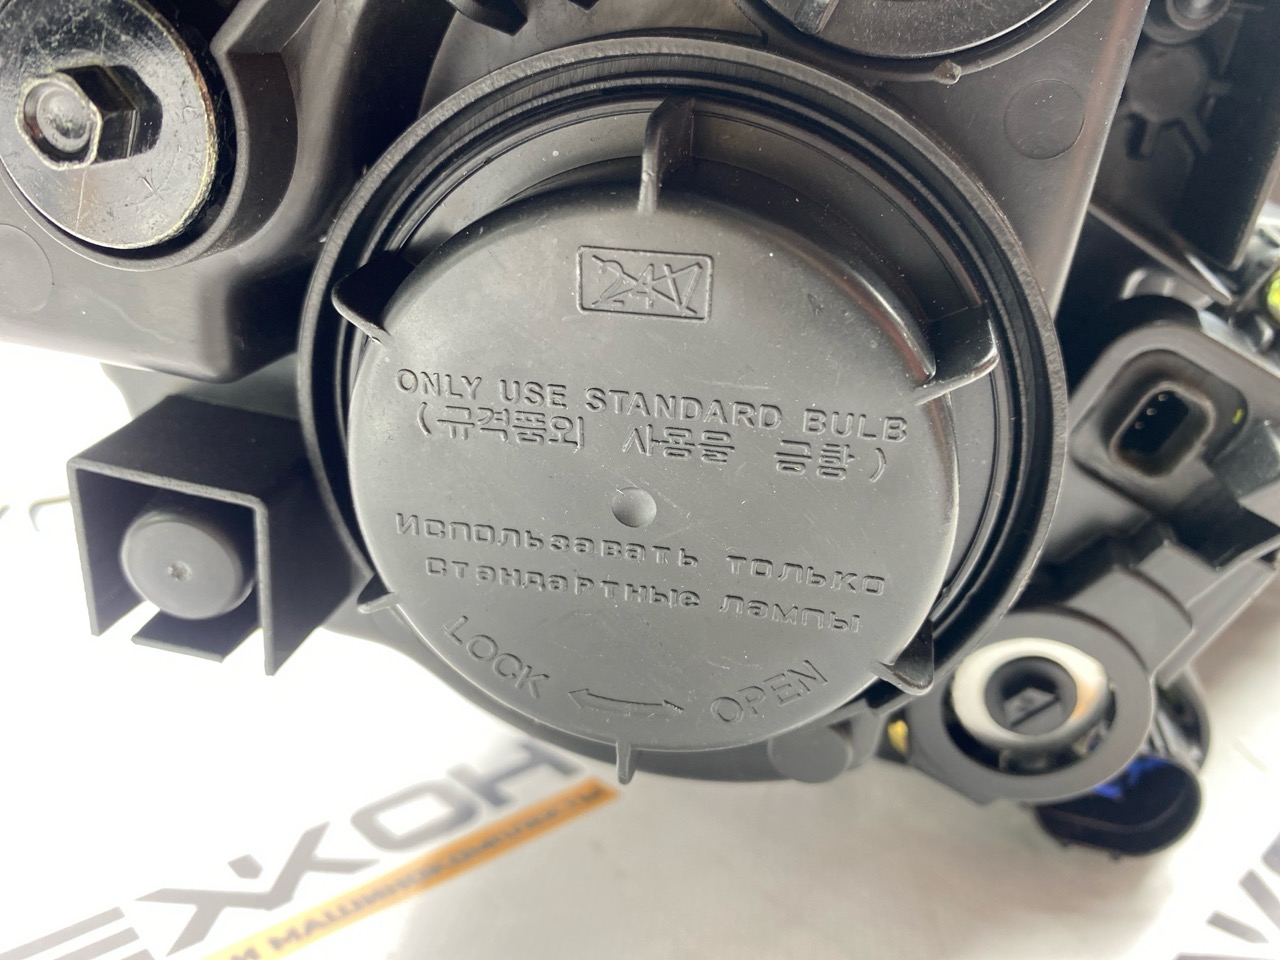 24V
ONLY USE STANDARD BULB
(규격품외 사용을 금함)
Использавать только
стандартные лампы
LOCK OPEN